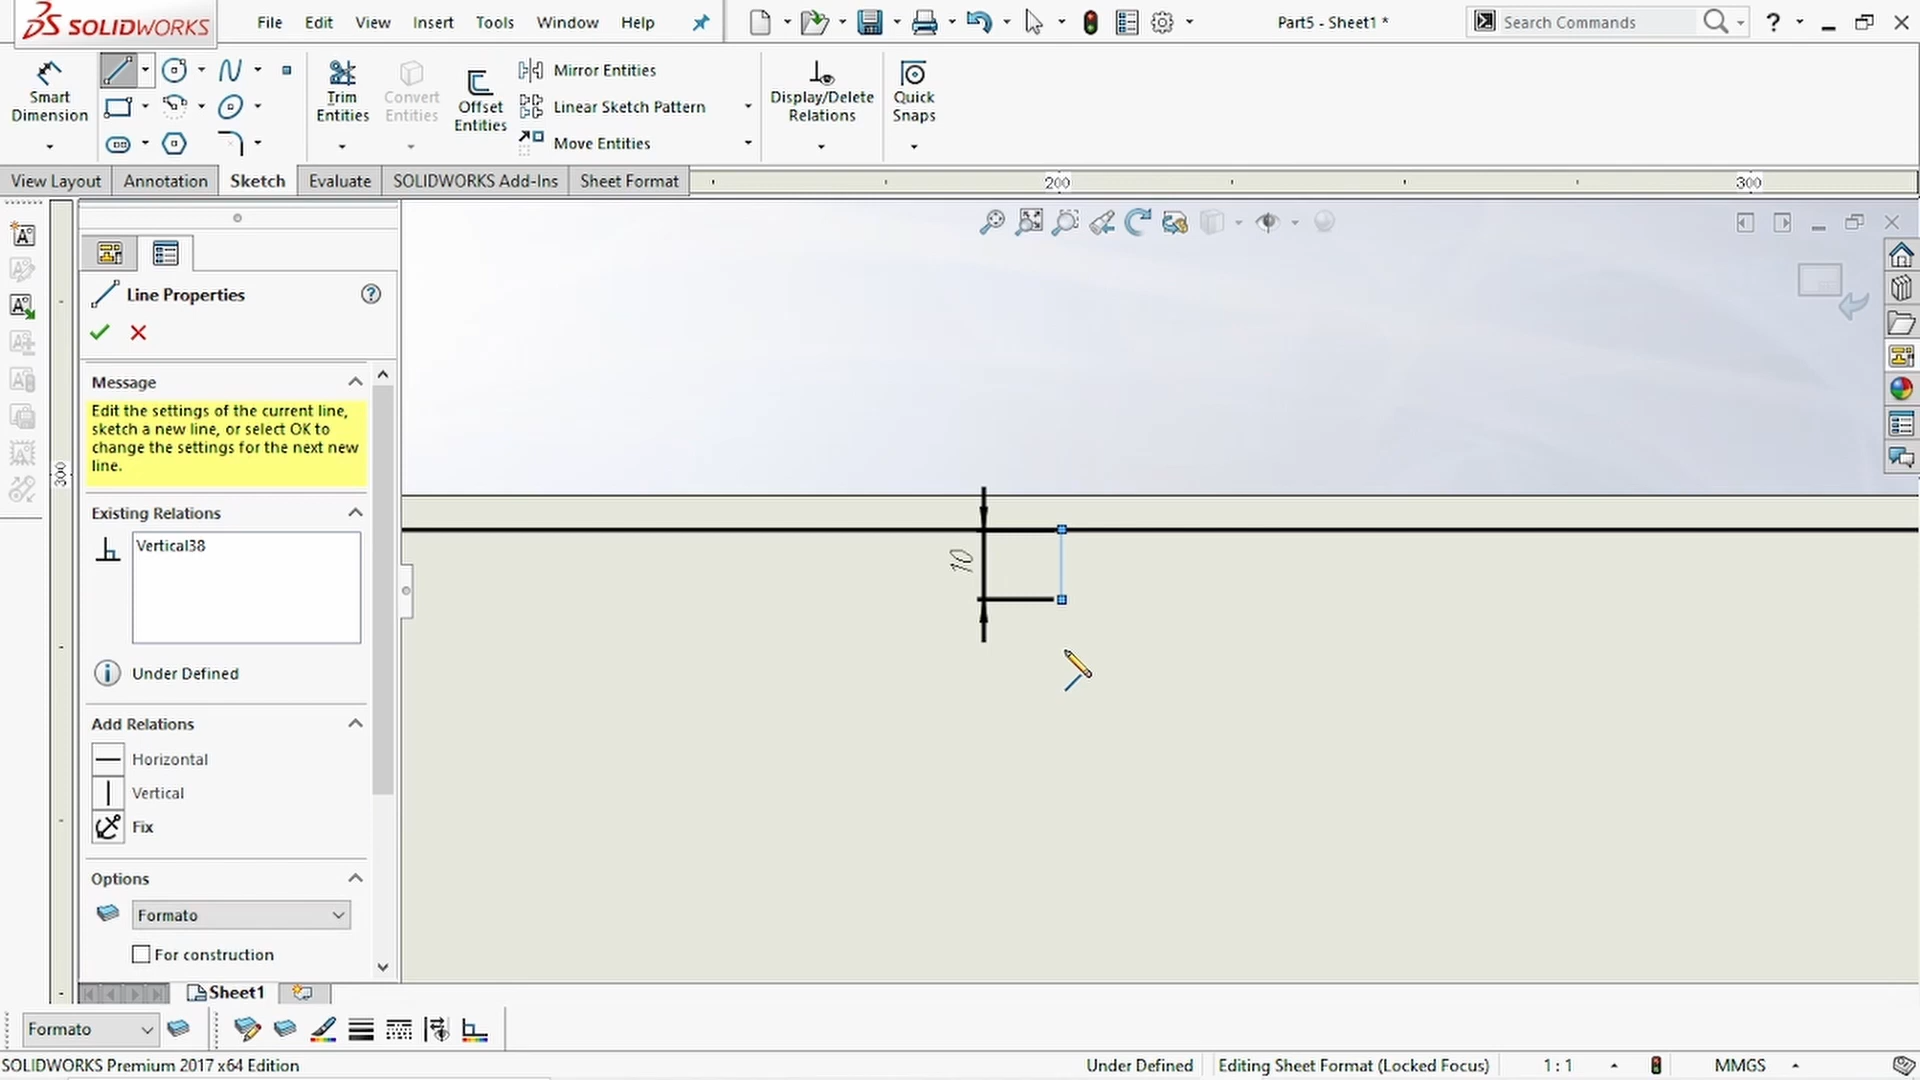 SOLIDWORKS File Edit View Insert Tools Window Help Part5 - Sheet1 * Search Commands ?
Smart Dimension
Trim Entities
Convert Entities
Offset Entities
Mirror Entities
Linear Sketch Pattern
Move Entities
Display/Delete Relations
Quick Snaps
View Layout Annotation Sketch Evaluate SOLIDWORKS Add-Ins Sheet Format
200 300
Line Properties
Message
Edit the settings of the current line,
sketch a new line, or select OK to
change the settings for the next new
line.
300
Existing Relations
Vertical38
10
Under Defined
Add Relations
Horizontal
Vertical
Fix
Options
Formato
For construction
Sheet1
Formato
SOLIDWORKS Premium 2017 x64 Edition Under Defined Editing Sheet Format (Locked Focus) 1 : 1 MMGS